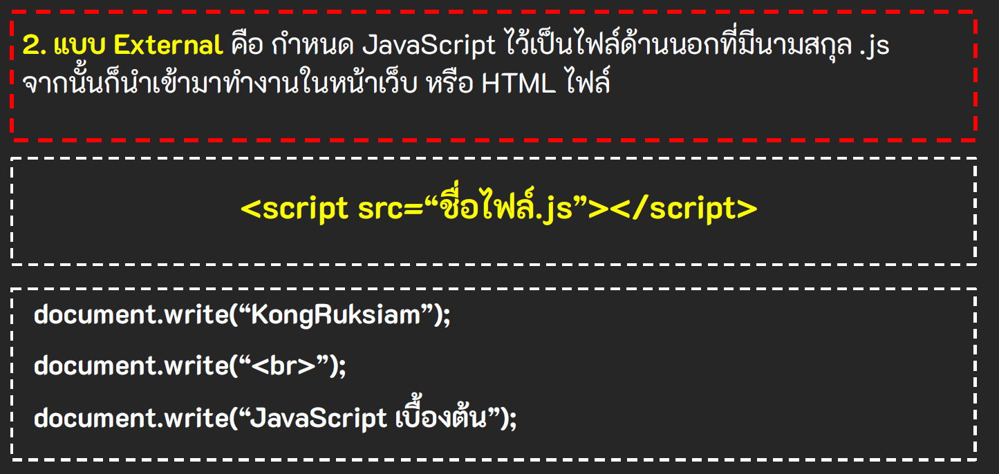 2. แบบ External คือ กำหนด JavaScript ไว้เป็นไฟล์ด้านนอกที่มีนามสกุล .js
จากนั้นก็นำเข้ามาทำงานในหน้าเว็บ หรือ HTML ไฟล์
<script src=“ชื่อไฟล์.js”></script>
document.write(“KongRuksiam”);
document.write(“<br>”);
document.write(“JavaScript เบื้องต้น”);